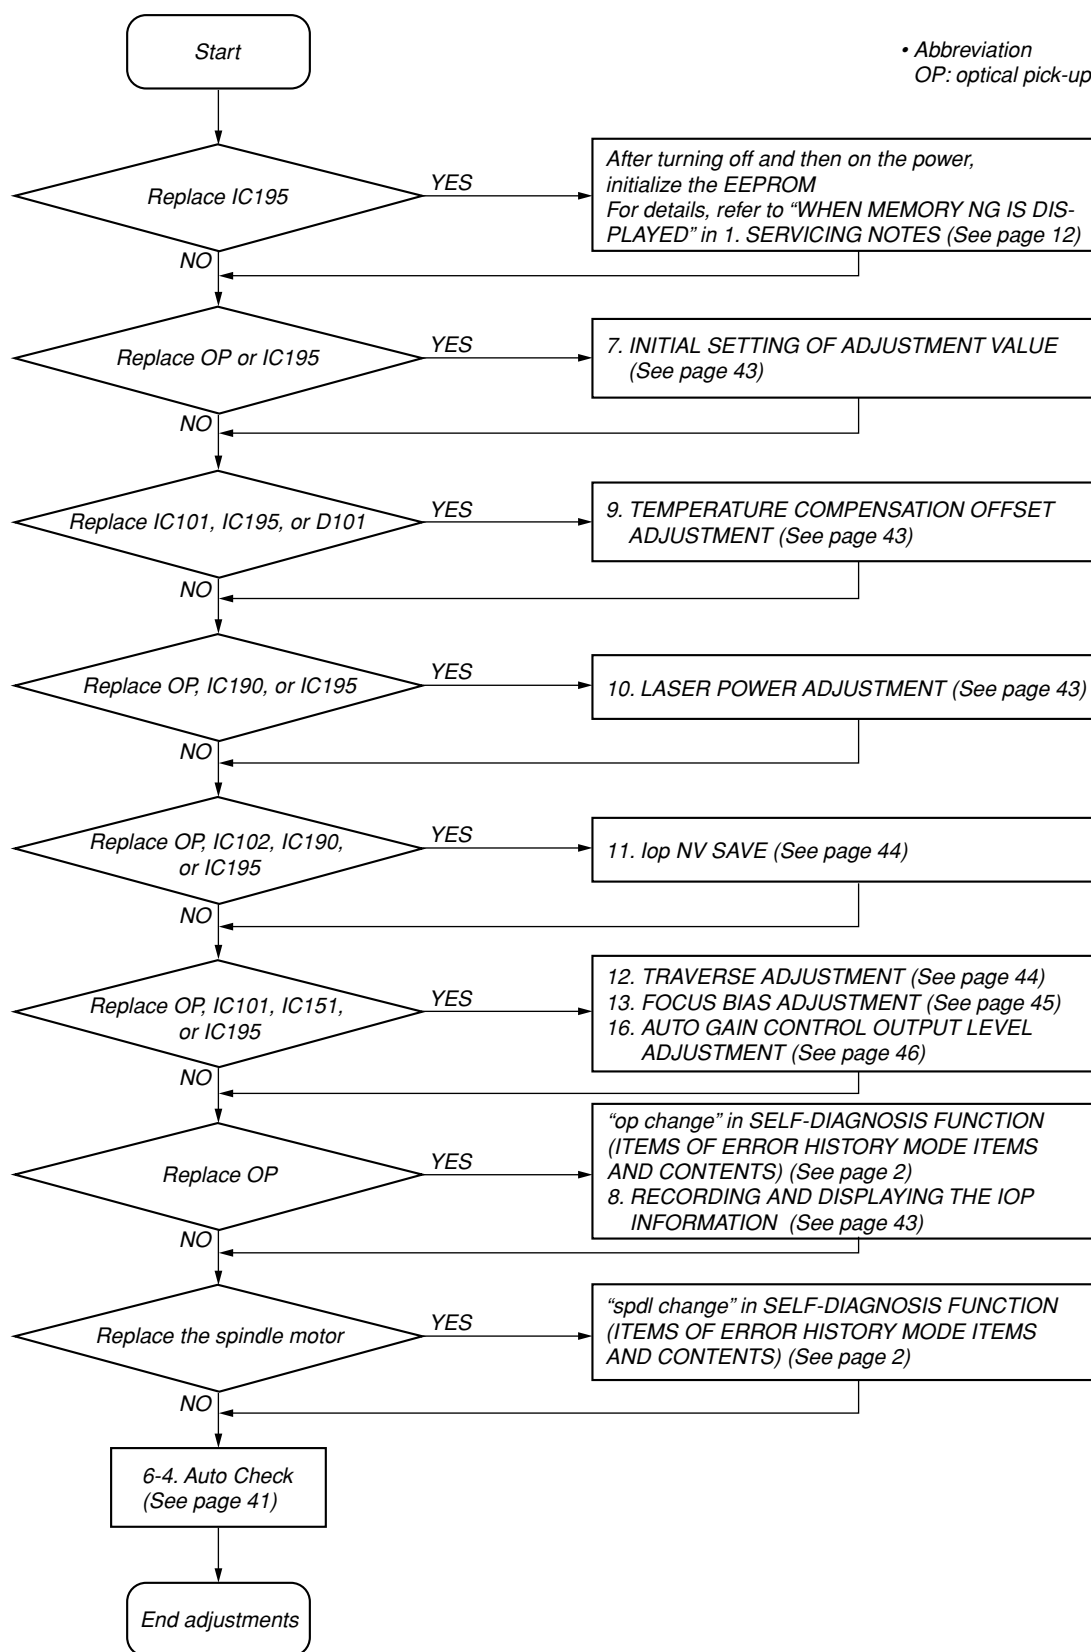 Start
• Abbreviation
OP: optical pick-up
Replace IC195
YES
After turning off and then on the power,
initialize the EEPROM
For details, refer to “WHEN MEMORY NG IS DIS-
PLAYED” in 1. SERVICING NOTES (See page 12)
NO
Replace OP or IC195
YES
7. INITIAL SETTING OF ADJUSTMENT VALUE
(See page 43)
NO
Replace IC101, IC195, or D101
YES
9. TEMPERATURE COMPENSATION OFFSET
ADJUSTMENT (See page 43)
NO
Replace OP, IC190, or IC195
YES
10. LASER POWER ADJUSTMENT (See page 43)
NO
Replace OP, IC102, IC190,
or IC195
YES
11. Iop NV SAVE (See page 44)
NO
Replace OP, IC101, IC151,
or IC195
YES
12. TRAVERSE ADJUSTMENT (See page 44)
13. FOCUS BIAS ADJUSTMENT (See page 45)
16. AUTO GAIN CONTROL OUTPUT LEVEL
ADJUSTMENT (See page 46)
NO
Replace OP
YES
“op change” in SELF-DIAGNOSIS FUNCTION
(ITEMS OF ERROR HISTORY MODE ITEMS
AND CONTENTS) (See page 2)
8. RECORDING AND DISPLAYING THE IOP
INFORMATION (See page 43)
NO
Replace the spindle motor
YES
“spdl change” in SELF-DIAGNOSIS FUNCTION
(ITEMS OF ERROR HISTORY MODE ITEMS
AND CONTENTS) (See page 2)
NO
6-4. Auto Check
(See page 41)
End adjustments